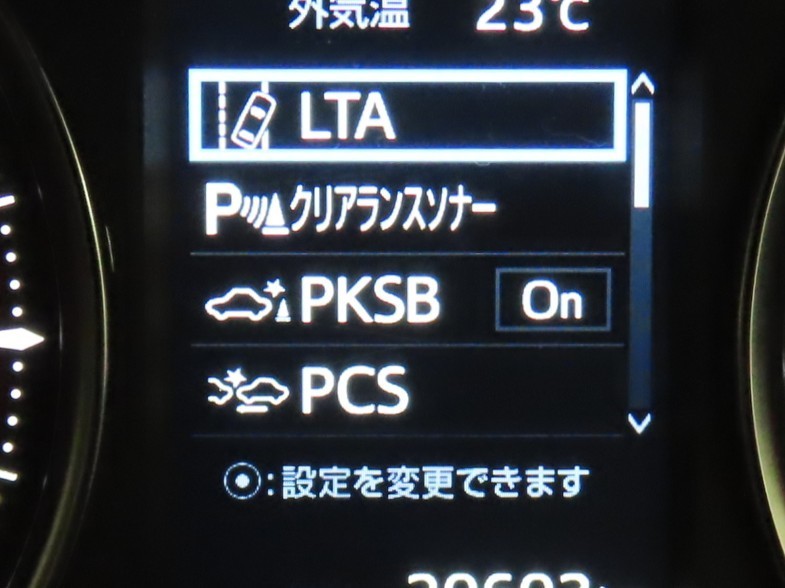 外気温 23℃
LTA
Pクリアランスソナー
PKSB On
PCS
⦿:設定を変更できます